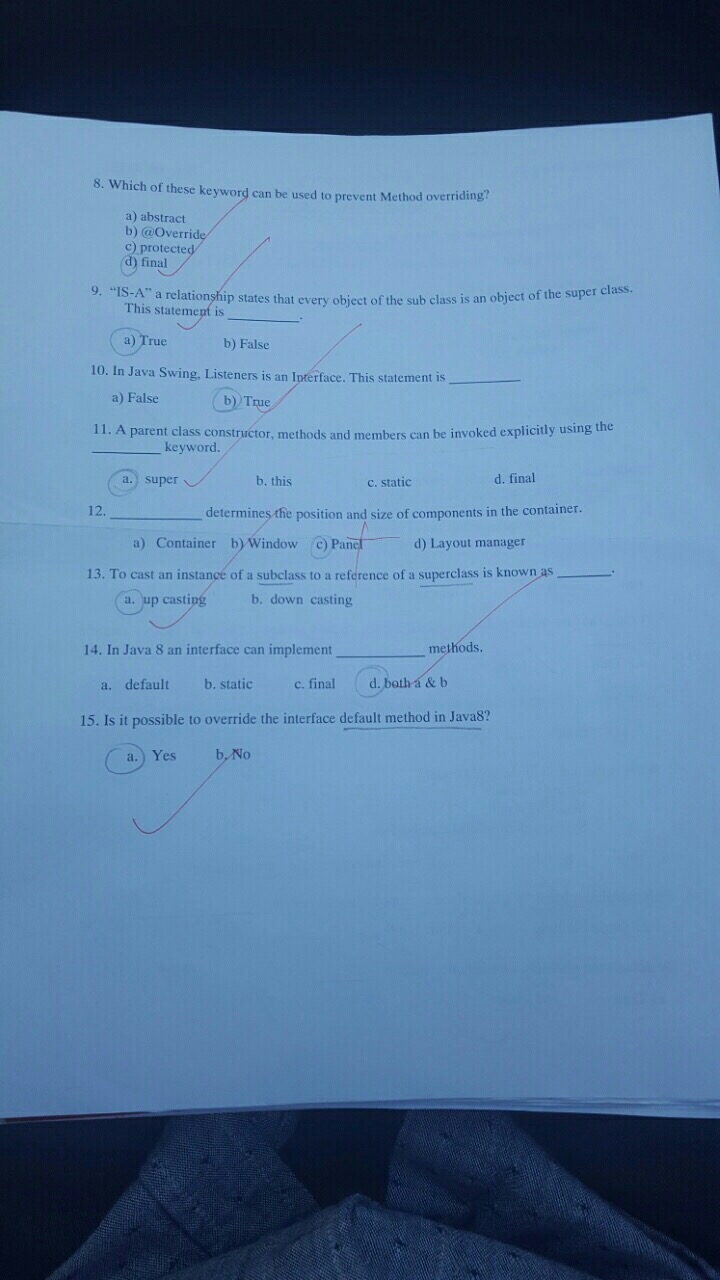 8. Which of these keyword can be used to prevent Method overriding?
a) abstract
b) @Override
c) protected
d) final
9. “IS-A” a relationship states that every object of the sub class is an object of the super class.
This statement is __________.
a) True b) False
10. In Java Swing, Listeners is an Interface. This statement is __________
a) False b) True
11. A parent class constructor, methods and members can be invoked explicitly using the
__________ keyword.
a. super b. this c. static d. final
12. __________ determines the position and size of components in the container.
a) Container b) Window c) Panel d) Layout manager
13. To cast an instance of a subclass to a reference of a superclass is known as ________.
a. up casting b. down casting
14. In Java 8 an interface can implement __________ methods.
a. default b. static c. final d. both a & b
15. Is it possible to override the interface default method in Java8?
a. Yes b. No